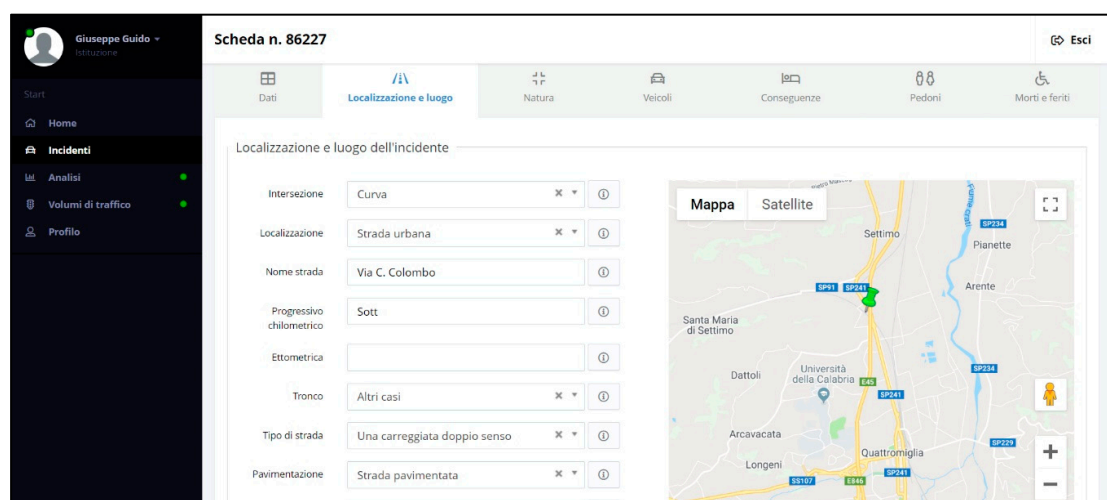 Giuseppe Guido
Istituzione
Start
Home
Incidenti
Analisi
Volumi di traffico
Profilo
Scheda n. 86227
Esci
Dati
Localizzazione e luogo
Natura
Veicoli
Conseguenze
Pedoni
Morti e feriti
Localizzazione e luogo dell'incidente
Intersezione
Curva
Localizzazione
Strada urbana
Nome strada
Via C. Colombo
Progressivo
chilometrico
Sott
Ettometrica
Tronco
Altri casi
Tipo di strada
Una carreggiata doppio senso
Pavimentazione
Strada pavimentata
Mappa
Satellite
Settimo
SP234
Pianette
SP91
SP241
Arente
Santa Maria
di Settimo
Dattoli
Università
della Calabria
E45
SP241
SP234
Arcavacata
Quattromiglia
SP229
Longeni
SS107
E846
SP241